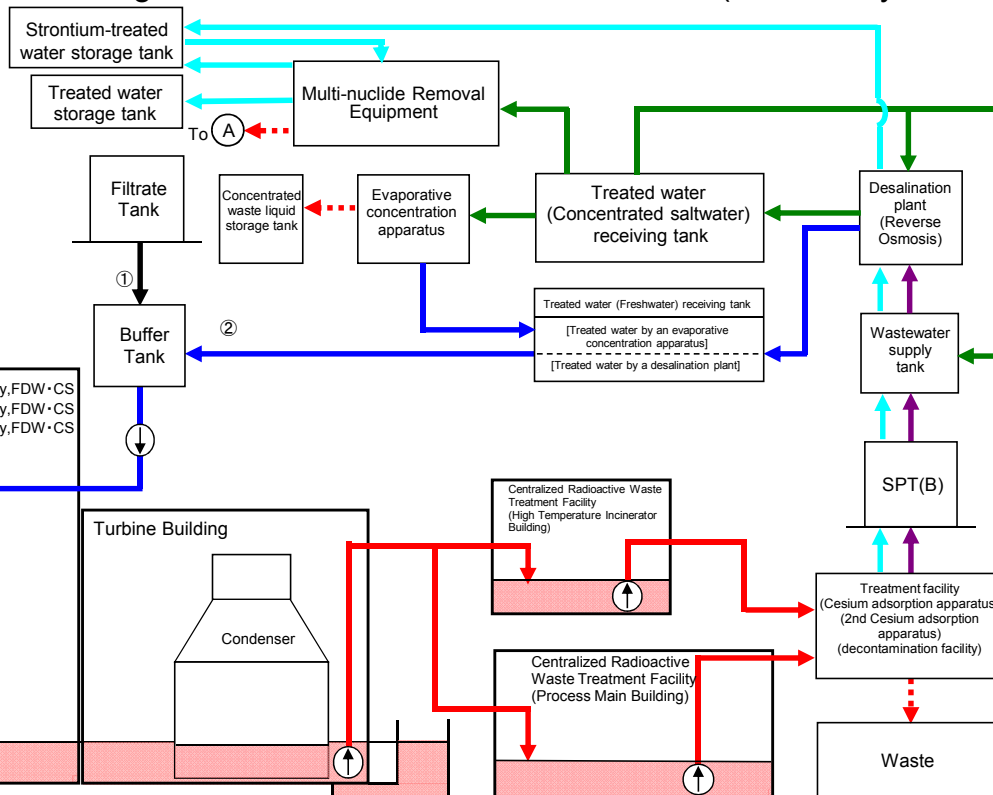 Strontium-treated
water storage tank
Treated water
storage tank
Multi-nuclide Removal
Equipment
To A
Filtrate
Tank
Concentrated
waste liquid
storage tank
Evaporative
concentration
apparatus
Treated water
(Concentrated saltwater)
receiving tank
Desalination
plant
(Reverse
Osmosis)
①
②
Buffer
Tank
Treated water (Freshwater) receiving tank
[Treated water by an evaporative
concentration apparatus]
[Treated water by a desalination plant]
Wastewater
supply
tank
y,FDW・CS
y,FDW・CS
y,FDW・CS
SPT(B)
Turbine Building
Condenser
Centralized Radioactive Waste
Treatment Facility
(High Temperature Incinerator
Building)
Centralized Radioactive
Waste Treatment Facility
(Process Main Building)
Treatment facility
(Cesium adsorption apparatus
(2nd Cesium adsorption
apparatus)
(decontamination facility)
Waste